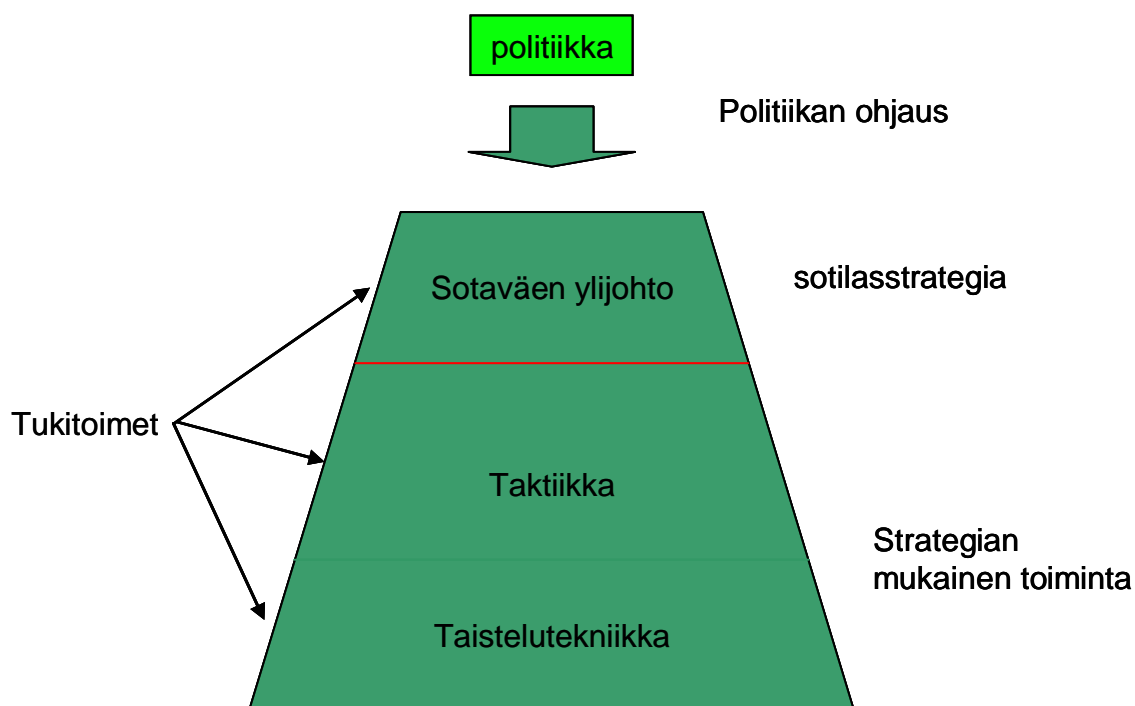 politiikka
Politiikan ohjaus
Sotaväen ylijohto
sotilasstrategia
Tukitoimet
Taktiikka
Strategian
mukainen toiminta
Taistelutekniikka